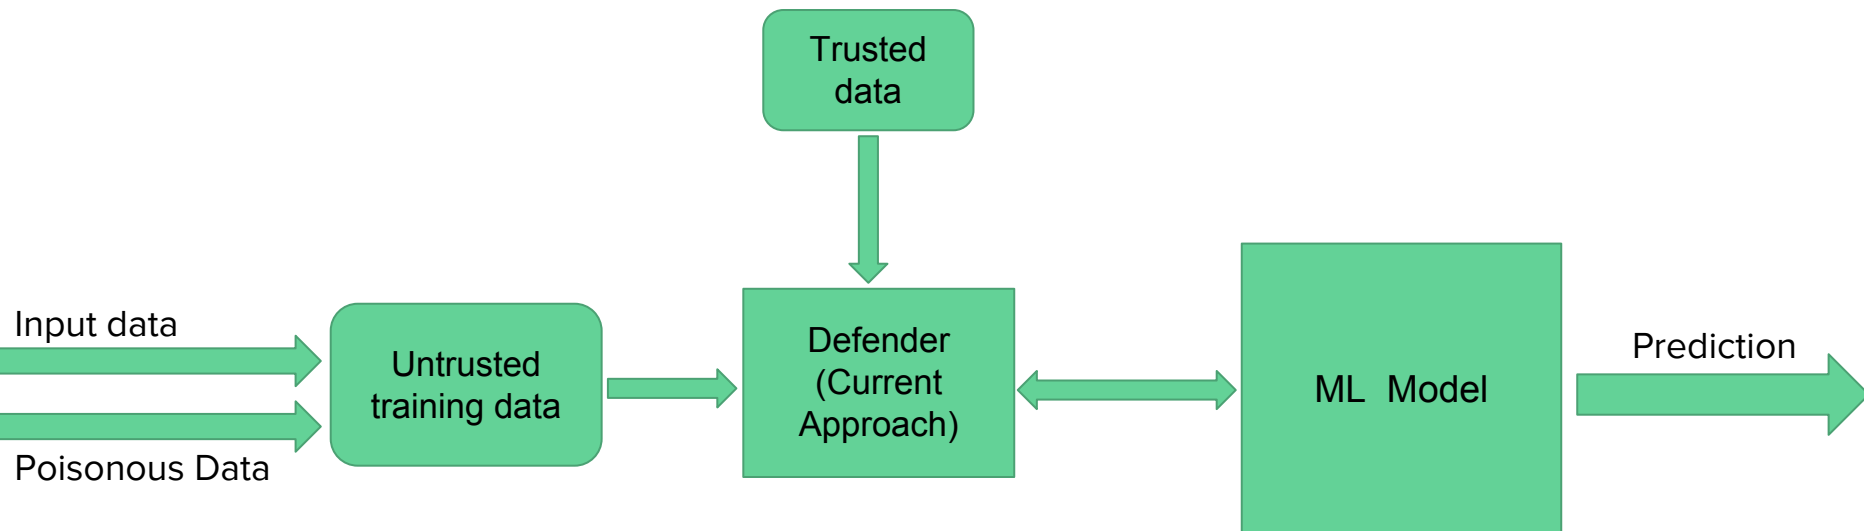 Trusted
data
Input data
Poisonous Data
Untrusted
training data
Defender
(Current
Approach)
ML Model
Prediction